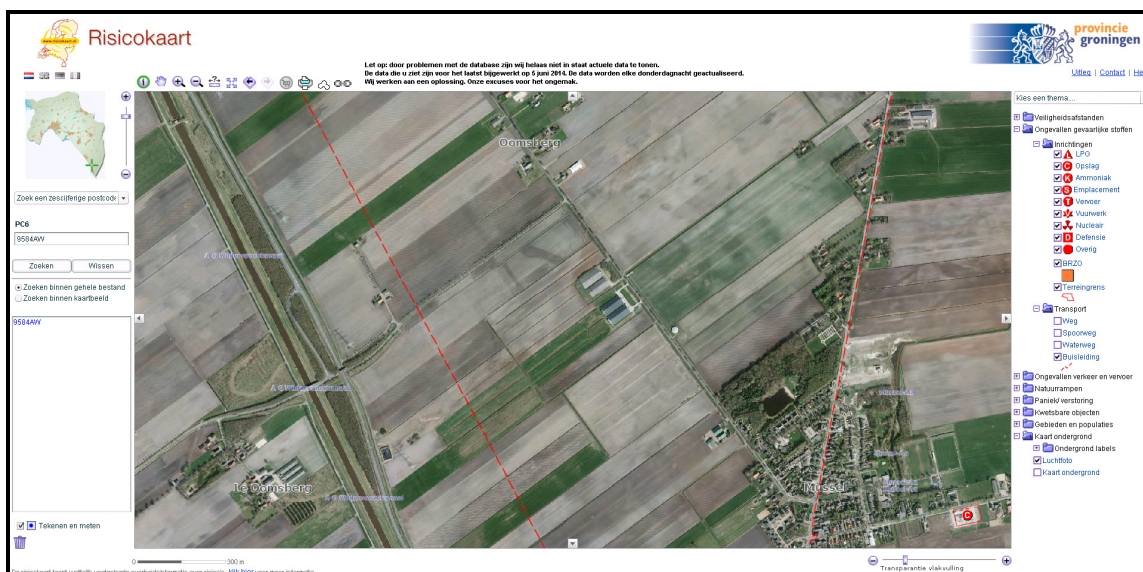 www.risicokaart.nl
Risicokaart
provincie
groningen
Let op: door problemen met de database zijn wij helaas niet in staat actuele data te tonen.
De data die u ziet zijn voor het laatst bijgewerkt op 5 juni 2014. De data worden elke donderdagnacht geactualiseerd.
Wij werken aan een oplossing. Onze excuses voor het ongemak.
Uitleg | Contact | He
Zoek een zescijferige postcode
PC6
9584AW
Zoeken Wissen
Zoeken binnen gehele bestand
Zoeken binnen kaartbeeld
9584AW
Tekenen en meten
Oomsberg
Le Oomsberg
Mussel
C
0 300 m
Transparantie vlakvulling
Kies een thema....
Veiligheidsafstanden
Ongevallen gevaarlijke stoffen
Inrichtingen
LPG
C Opslag
K Ammoniak
S Emplacement
T Vervoer
Vuurwerk
Nucleair
D Defensie
Overig
BRZO
Terreingrens
Transport
Weg
Spoorweg
Waterweg
Buisleiding
Ongevallen verkeer en vervoer
Natuurrampen
Paniek/verstoring
Kwetsbare objecten
Gebieden en populaties
Kaart ondergrond
Ondergrond labels
Luchtfoto
Kaart ondergrond